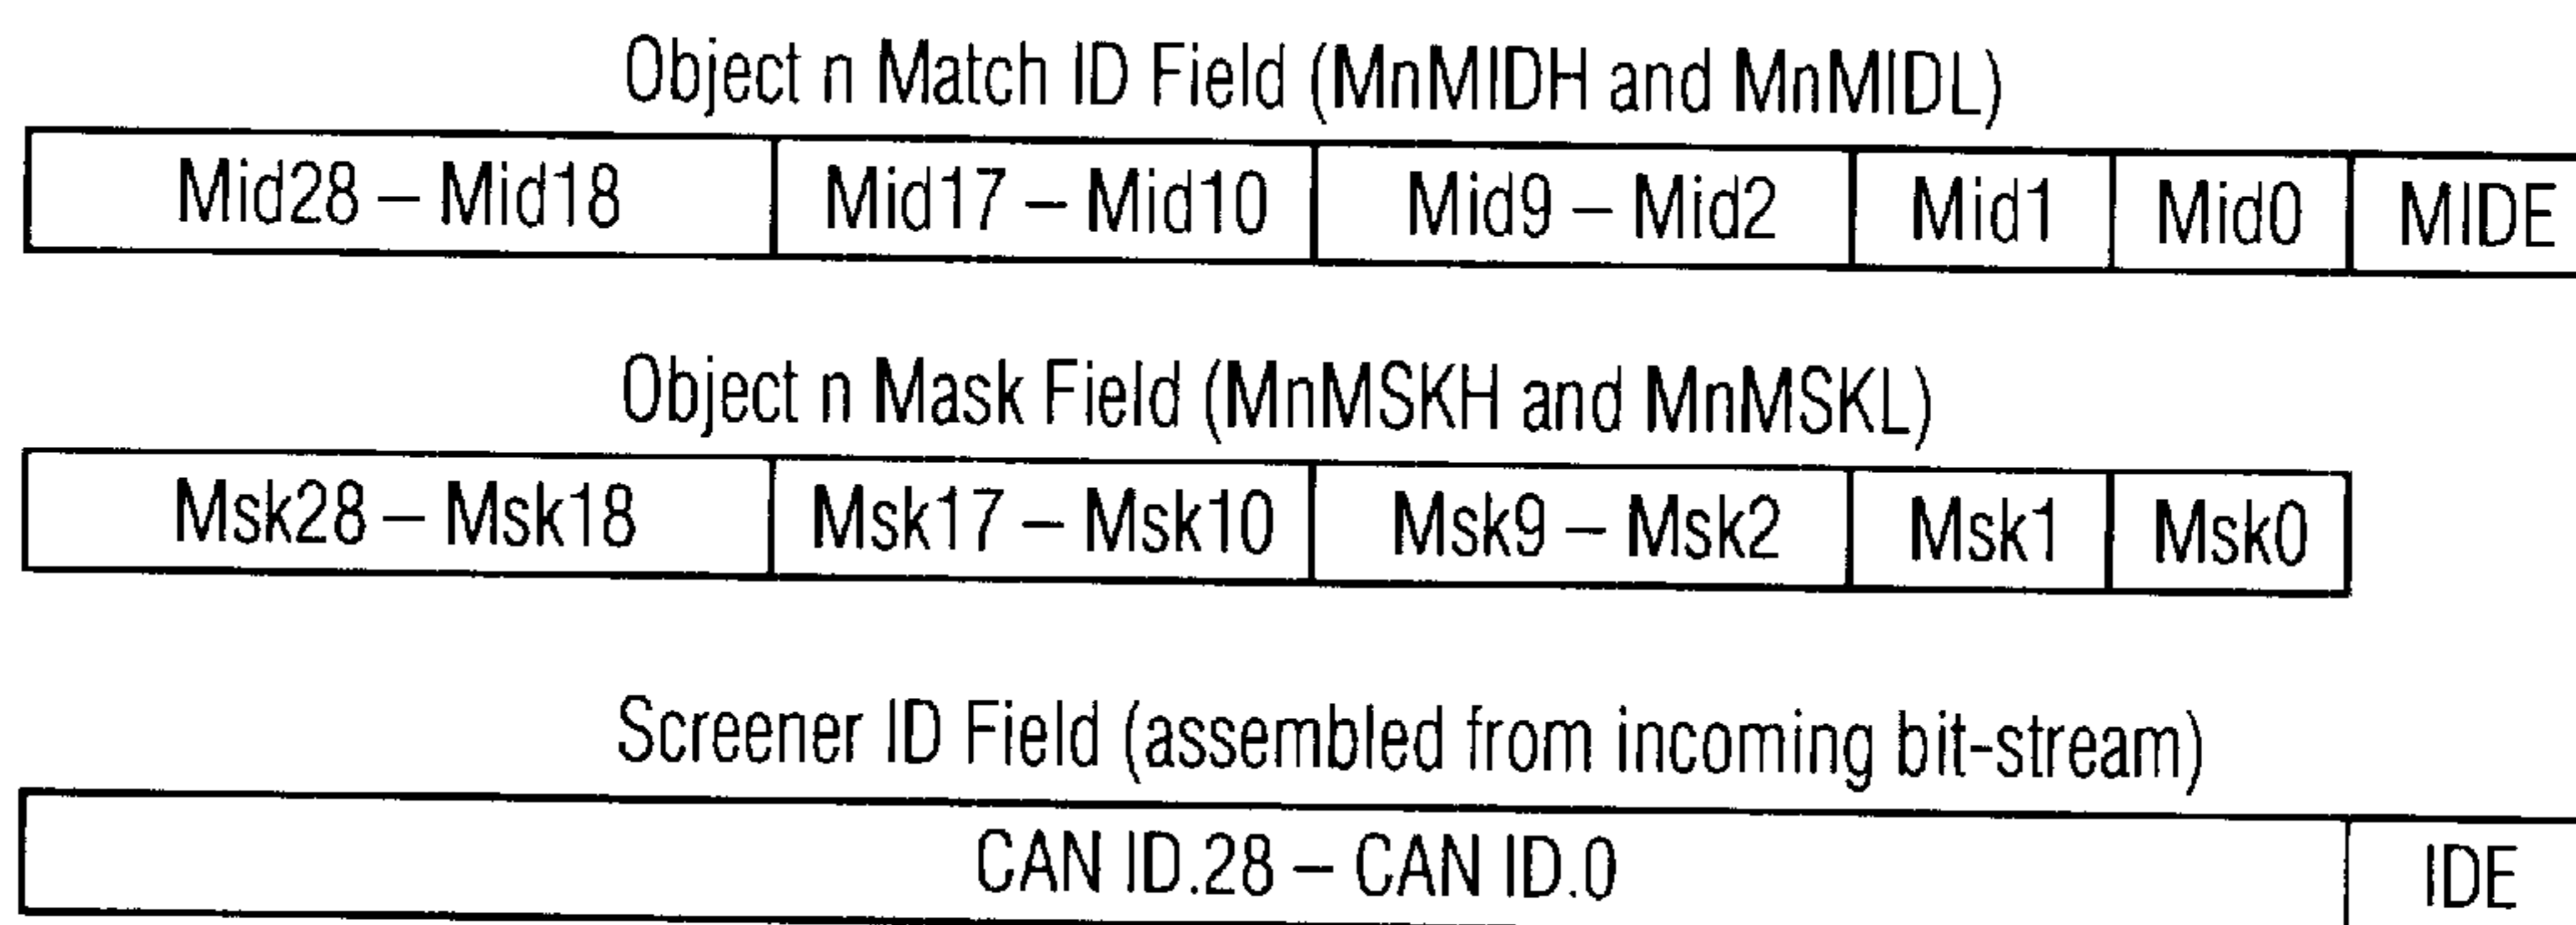 Object n Match ID Field (MnMIDH and MnMIDL)
Mid28 – Mid18 Mid17 – Mid10 Mid9 – Mid2 Mid1 Mid0 MIDE
Object n Mask Field (MnMSKH and MnMSKL)
Msk28 – Msk18 Msk17 – Msk10 Msk9 – Msk2 Msk1 Msk0
Screener ID Field (assembled from incoming bit-stream)
CAN ID.28 – CAN ID.0 IDE